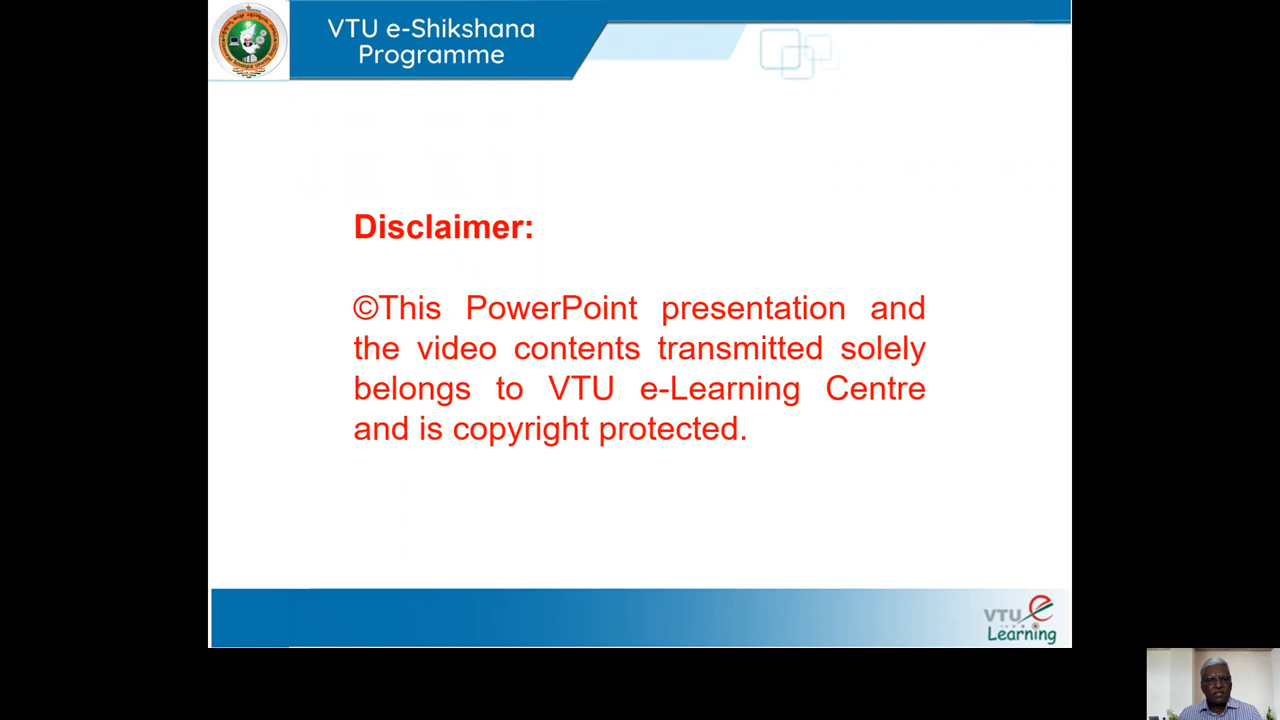 VTU e-Shikshana
Programme
Disclaimer:
©This PowerPoint presentation and
the video contents transmitted solely
belongs to VTU e-Learning Centre
and is copyright protected.
VTU e
Learning